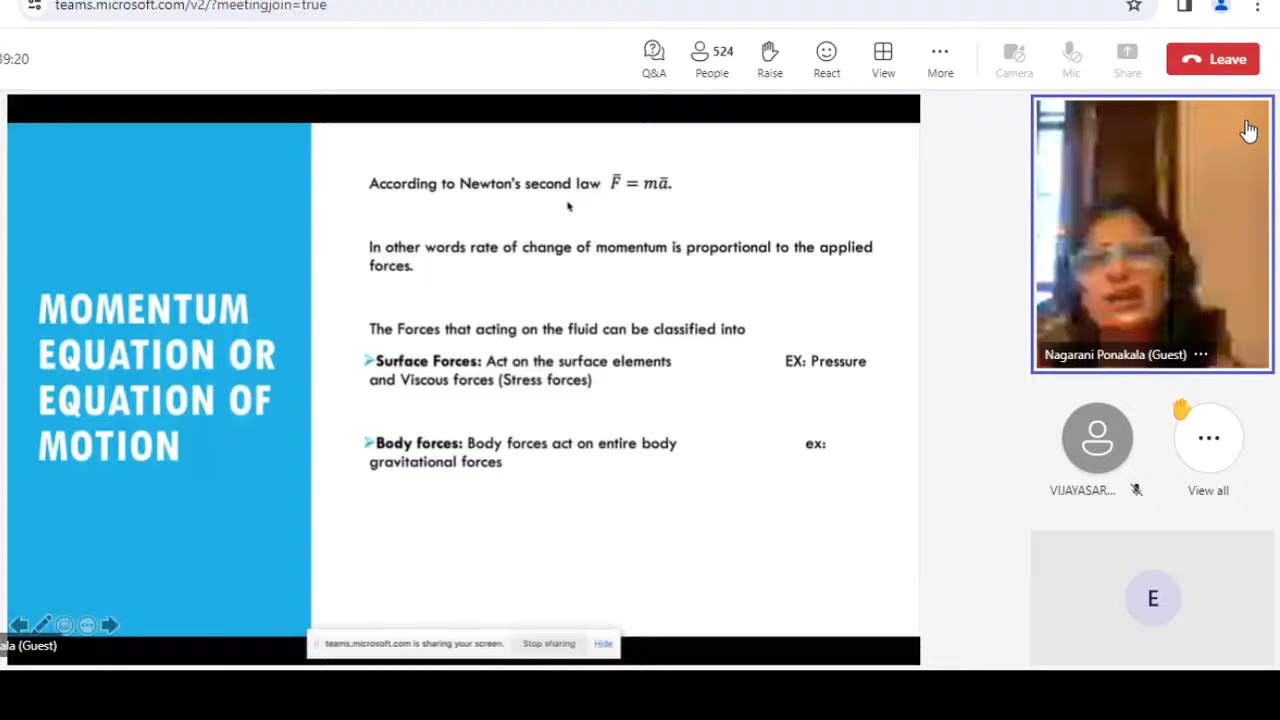 teams.microsoft.com/v2/?meetingjoin=true
39:20
Q&A
524
People
Raise
React
View
More
Camera
Mic
Share
Leave
MOMENTUM
EQUATION OR
EQUATION OF
MOTION
According to Newton's second law F̄ = mā.
In other words rate of change of momentum is proportional to the applied
forces.
The Forces that acting on the fluid can be classified into
➤Surface Forces: Act on the surface elements EX: Pressure
and Viscous forces (Stress forces)
➤Body forces: Body forces act on entire body ex:
gravitational forces
teams.microsoft.com is sharing your screen. Stop sharing Hide
ala (Guest)
Nagarani Ponakala (Guest) ...
VIJAYASAR...
View all
E